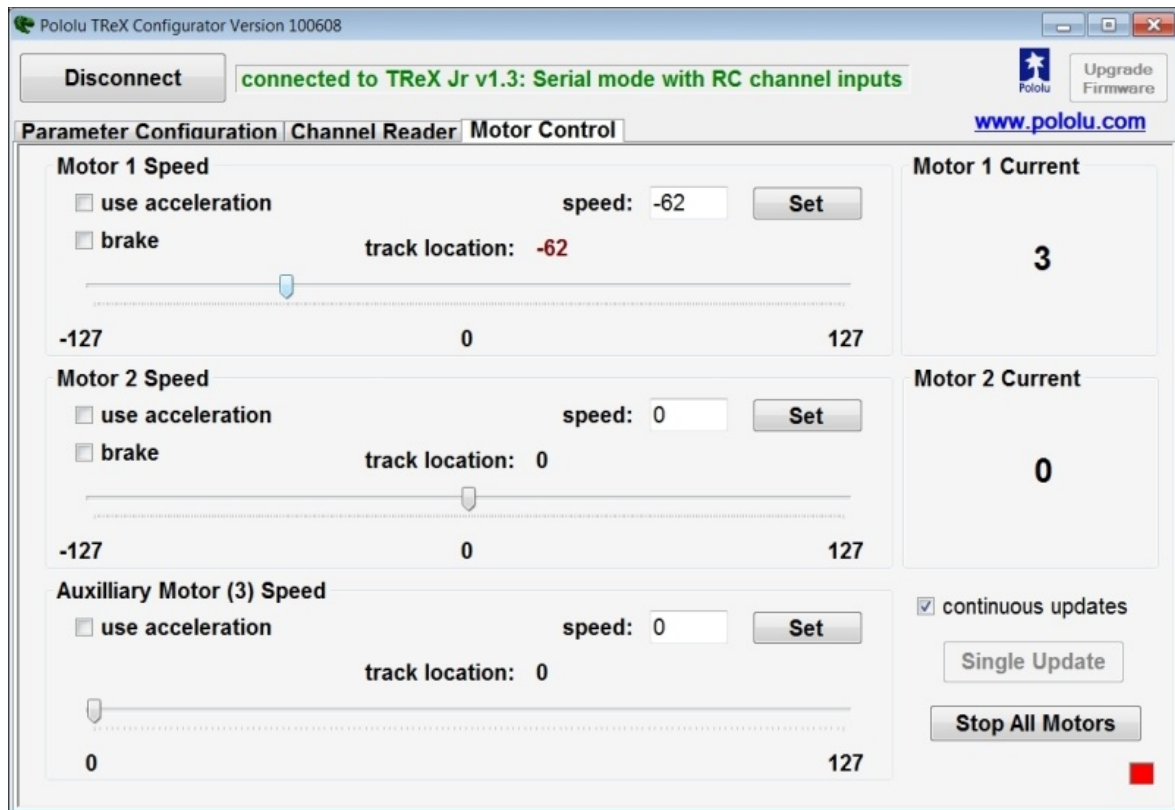 Pololu TReX Configurator Version 100608
Disconnect
connected to TReX Jr v1.3: Serial mode with RC channel inputs
Pololu
Upgrade
Firmware
www.pololu.com
Parameter Configuration Channel Reader Motor Control
Motor 1 Speed
use acceleration
speed: -62 Set
brake
track location: -62
-127 0 127
Motor 1 Current
3
Motor 2 Speed
use acceleration
speed: 0 Set
brake
track location: 0
-127 0 127
Motor 2 Current
0
Auxilliary Motor (3) Speed
use acceleration
speed: 0 Set
track location: 0
0 127
continuous updates
Single Update
Stop All Motors